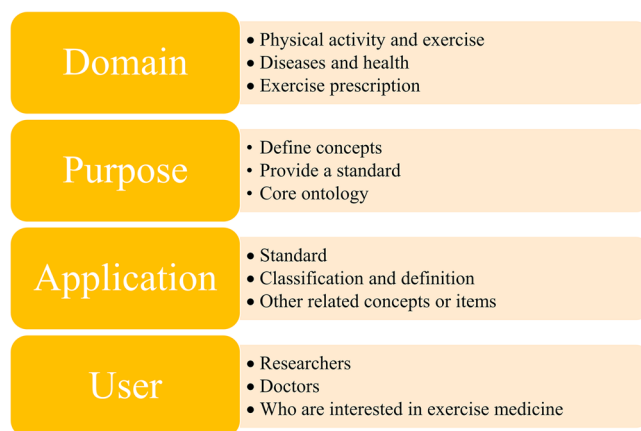 Domain
• Physical activity and exercise
• Diseases and health
• Exercise prescription
Purpose
• Define concepts
• Provide a standard
• Core ontology
Application
• Standard
• Classification and definition
• Other related concepts or items
User
• Researchers
• Doctors
• Who are interested in exercise medicine